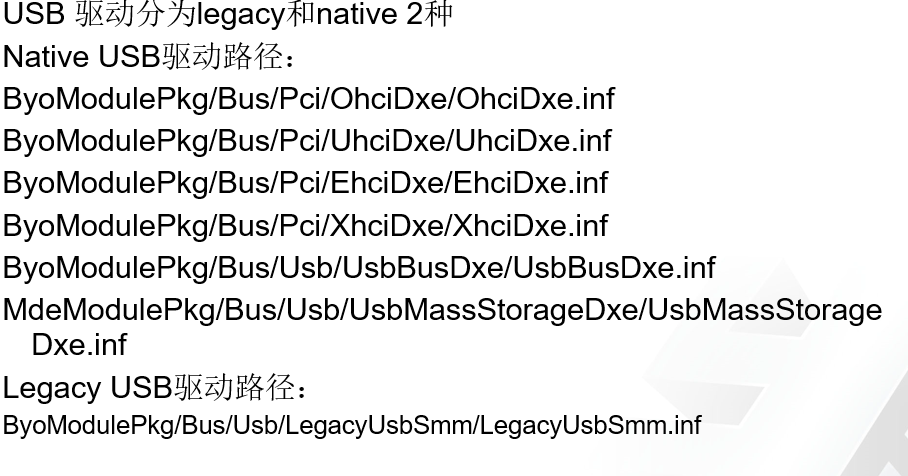 USB 驱动分为legacy和native 2种
Native USB驱动路径：
ByoModulePkg/Bus/Pci/OhciDxe/OhciDxe.inf
ByoModulePkg/Bus/Pci/UhciDxe/UhciDxe.inf
ByoModulePkg/Bus/Pci/EhciDxe/EhciDxe.inf
ByoModulePkg/Bus/Pci/XhciDxe/XhciDxe.inf
ByoModulePkg/Bus/Usb/UsbBusDxe/UsbBusDxe.inf
MdeModulePkg/Bus/Usb/UsbMassStorageDxe/UsbMassStorage
Dxe.inf
Legacy USB驱动路径：
ByoModulePkg/Bus/Usb/LegacyUsbSmm/LegacyUsbSmm.inf